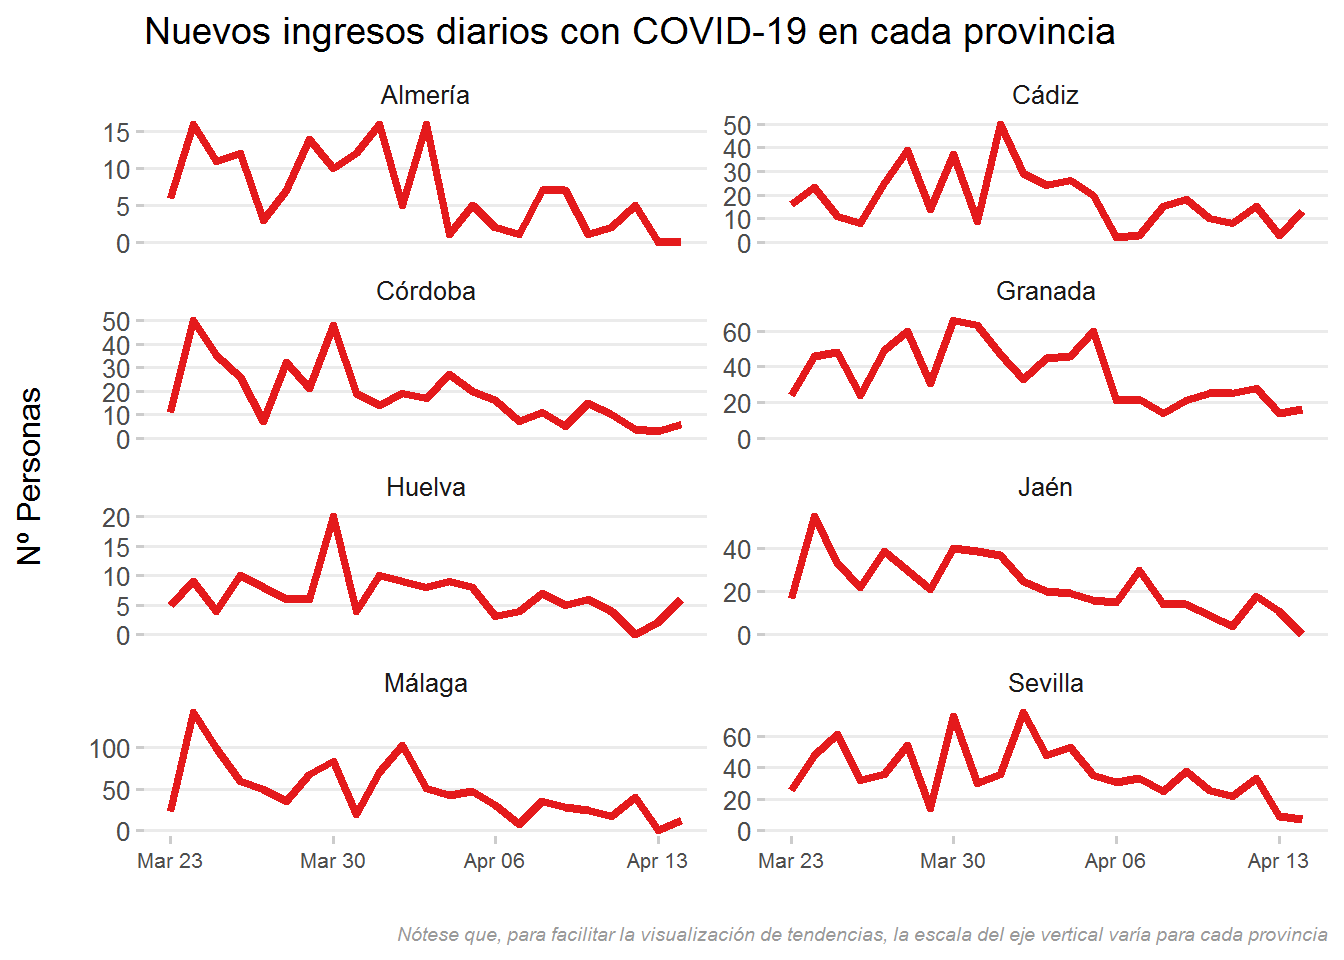 Nuevos ingresos diarios con COVID-19 en cada provincia
Nº Personas
Almería
15
10
5
0
Cádiz
50
40
30
20
10
0
Córdoba
50
40
30
20
10
0
Granada
60
40
20
0
Huelva
20
15
10
5
0
Jaén
40
20
0
Málaga
100
50
0
Sevilla
60
40
20
0
Mar 23 Mar 30 Apr 06 Apr 13
Mar 23 Mar 30 Apr 06 Apr 13
Nótese que, para facilitar la visualización de tendencias, la escala del eje vertical varía para cada provincia